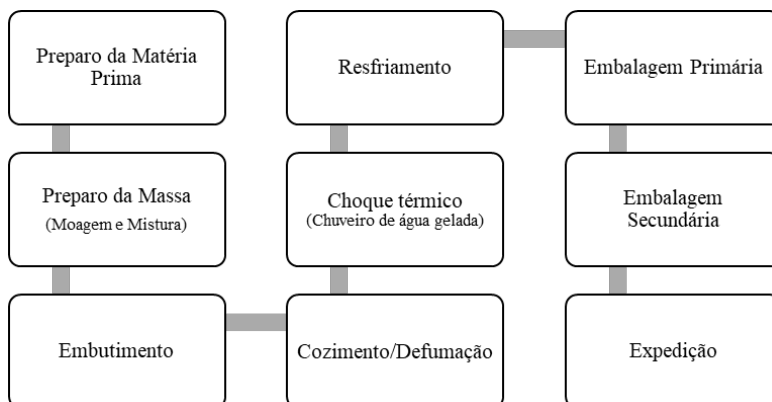 Preparo da Matéria
Prima
Preparo da Massa
(Moagem e Mistura)
Embutimento
Cozimento/Defumação
Choque térmico
(Chuveiro de água gelada)
Resfriamento
Embalagem Primária
Embalagem
Secundária
Expedição